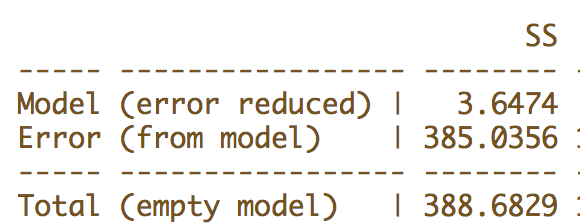 SS
----- ----------------- -------- -
Model (error reduced) |   3.6474
Error (from model)    | 385.0356
----- ----------------- -------- -
Total (empty model)   | 388.6829